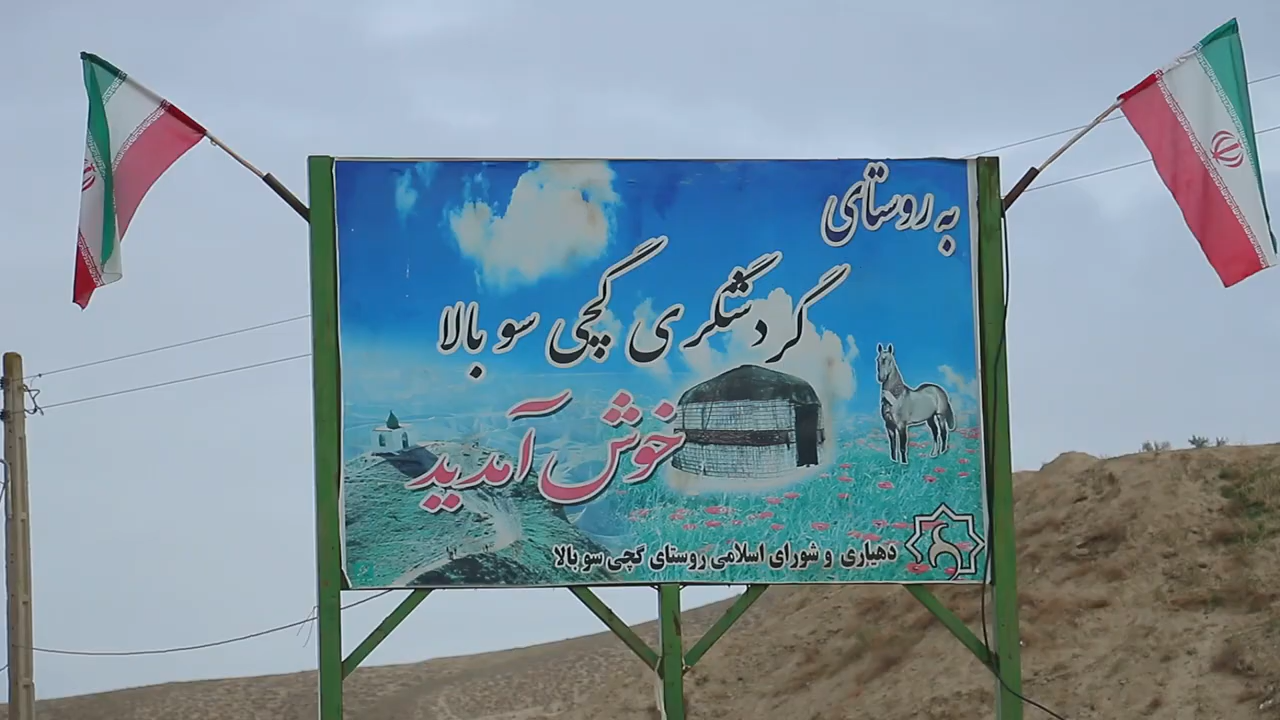 به روستای
گردشگری گچی سو بالا
خوش آمدید
دهیاری و شورای اسلامی روستای گچی سو بالا